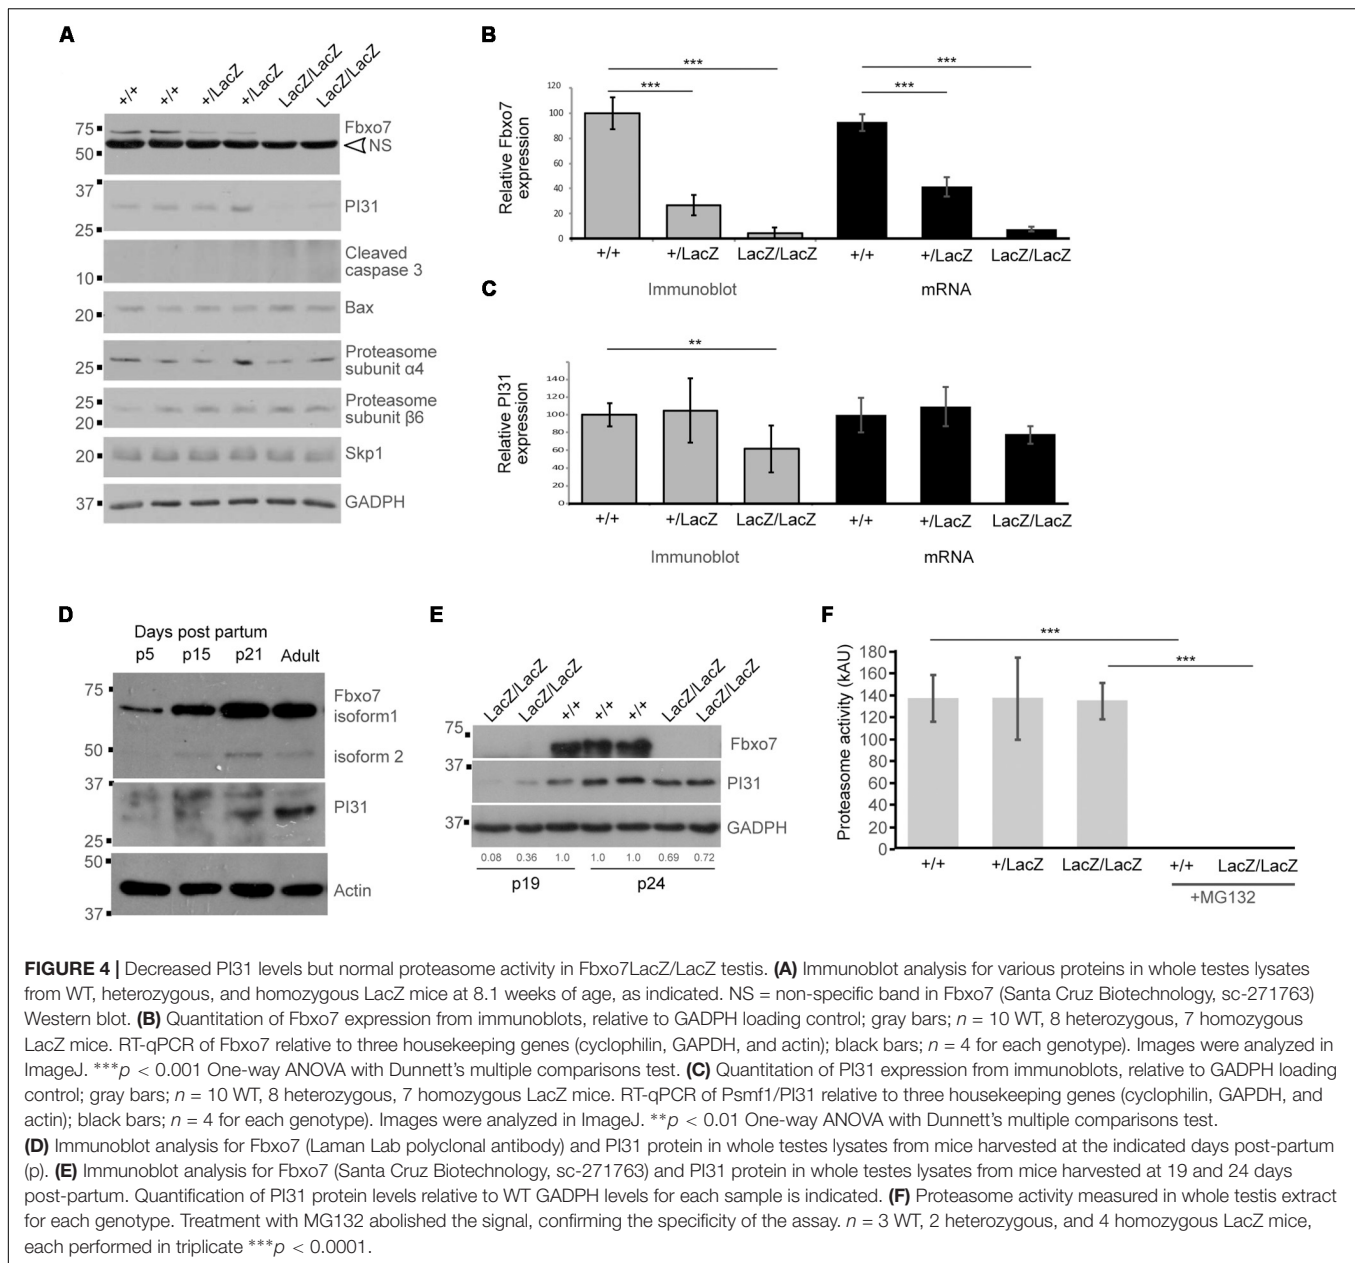 A
+/+ +/+ +/LacZ +/LacZ LacZ/LacZ LacZ/LacZ
75
50
Fbxo7
NS
37
25
PI31
10
Cleaved
caspase 3
20
Bax
25
Proteasome
subunit α4
25
20
Proteasome
subunit β6
20
Skp1
37
GADPH
B
Relative Fbxo7
expression
120
100
80
60
40
20
0
*** *** *** ***
+/+ +/LacZ LacZ/LacZ +/+ +/LacZ LacZ/LacZ
Immunoblot mRNA
C
Relative PI31
expression
140
120
100
80
60
40
20
0
**
+/+ +/LacZ LacZ/LacZ +/+ +/LacZ LacZ/LacZ
Immunoblot mRNA
D
Days post partum
p5 p15 p21 Adult
75
50
Fbxo7
isoform1
isoform 2
37
25
PI31
50
37
Actin
E
LacZ/LacZ LacZ/LacZ +/+ +/+ +/+ LacZ/LacZ LacZ/LacZ
75
Fbxo7
37
PI31
37
GADPH
0.08 0.36 1.0 1.0 1.0 0.69 0.72
p19 p24
F
Proteasome activity (kAU)
180
160
140
120
100
80
60
40
20
0
*** ***
+/+ +/LacZ LacZ/LacZ +/+ LacZ/LacZ
+MG132
FIGURE 4 | Decreased PI31 levels but normal proteasome activity in Fbxo7LacZ/LacZ testis. (A) Immunoblot analysis for various proteins in whole testes lysates
from WT, heterozygous, and homozygous LacZ mice at 8.1 weeks of age, as indicated. NS = non-specific band in Fbxo7 (Santa Cruz Biotechnology, sc-271763)
Western blot. (B) Quantitation of Fbxo7 expression from immunoblots, relative to GADPH loading control; gray bars; n = 10 WT, 8 heterozygous, 7 homozygous
LacZ mice. RT-qPCR of Fbxo7 relative to three housekeeping genes (cyclophilin, GAPDH, and actin); black bars; n = 4 for each genotype). Images were analyzed in
ImageJ. ***p < 0.001 One-way ANOVA with Dunnett's multiple comparisons test. (C) Quantitation of PI31 expression from immunoblots, relative to GADPH loading
control; gray bars; n = 10 WT, 8 heterozygous, 7 homozygous LacZ mice. RT-qPCR of Psmf1/PI31 relative to three housekeeping genes (cyclophilin, GAPDH, and
actin); black bars; n = 4 for each genotype). Images were analyzed in ImageJ. **p < 0.01 One-way ANOVA with Dunnett's multiple comparisons test.
(D) Immunoblot analysis for Fbxo7 (Laman Lab polyclonal antibody) and PI31 protein in whole testes lysates from mice harvested at the indicated days post-partum
(p). (E) Immunoblot analysis for Fbxo7 (Santa Cruz Biotechnology, sc-271763) and PI31 protein in whole testes lysates from mice harvested at 19 and 24 days
post-partum. Quantification of PI31 protein levels relative to WT GADPH levels for each sample is indicated. (F) Proteasome activity measured in whole testis extract
for each genotype. Treatment with MG132 abolished the signal, confirming the specificity of the assay. n = 3 WT, 2 heterozygous, and 4 homozygous LacZ mice,
each performed in triplicate ***p < 0.0001.